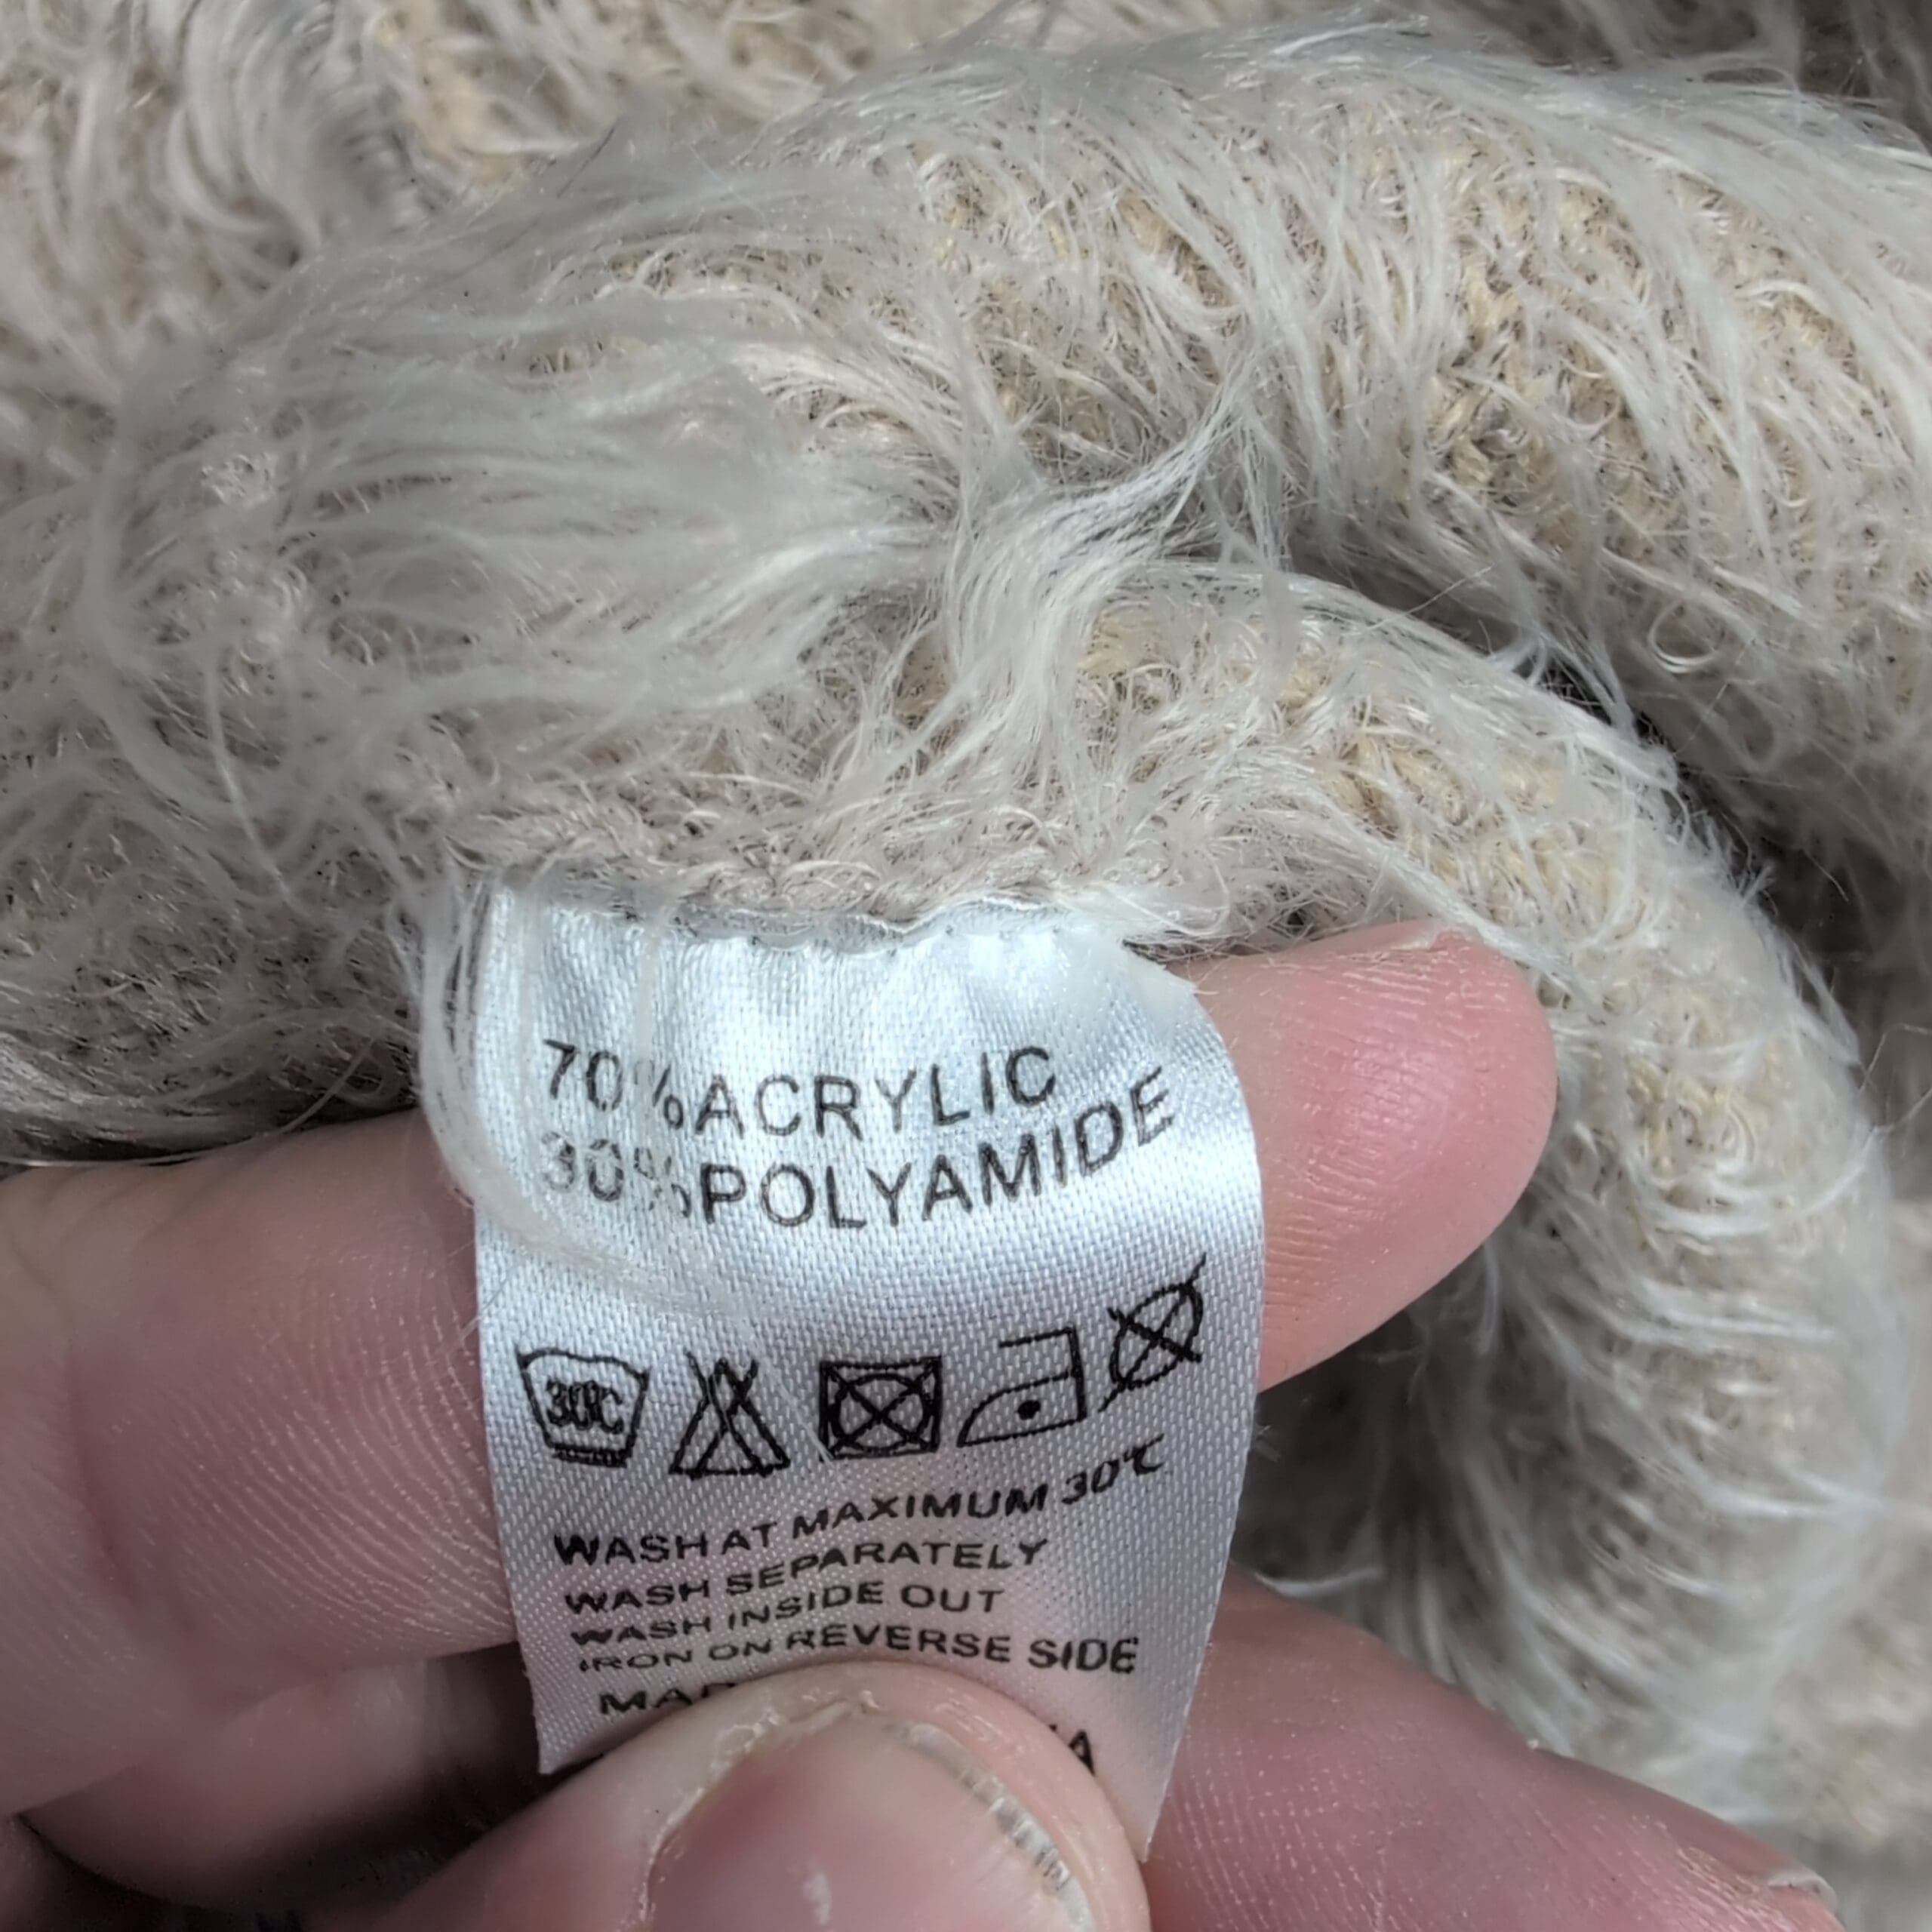 70%ACRYLIC
30%POLYAMIDE
30℃
WASH AT MAXIMUM 30℃
WASH SEPARATELY
WASH INSIDE OUT
IRON ON REVERSE SIDE